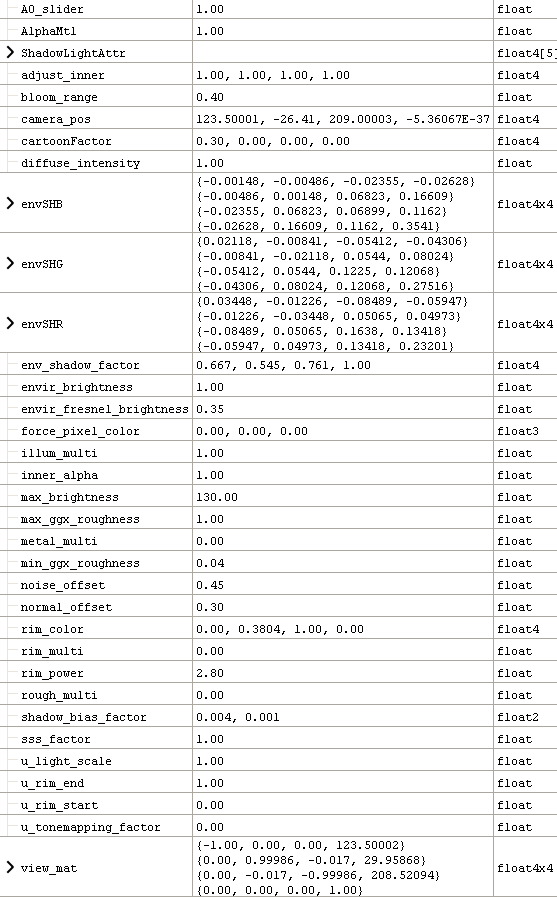 AO_slider 1.00 float
AlphaMtl 1.00 float
ShadowLightAttr float4[5]
adjust_inner 1.00, 1.00, 1.00, 1.00 float4
bloom_range 0.40 float
camera_pos 123.50001, -26.41, 209.00003, -5.36067E-37 float4
cartoonFactor 0.30, 0.00, 0.00, 0.00 float4
diffuse_intensity 1.00 float
{-0.00148, -0.00486, -0.02355, -0.02628}
{-0.00486, 0.00148, 0.06823, 0.16609}
envSHB float4x4
{-0.02355, 0.06823, 0.06899, 0.1162}
{-0.02628, 0.16609, 0.1162, 0.3541}
{0.02118, -0.00841, -0.05412, -0.04306}
{-0.00841, -0.02118, 0.0544, 0.08024}
envSHG float4x4
{-0.05412, 0.0544, 0.1225, 0.12068}
{-0.04306, 0.08024, 0.12068, 0.27516}
{0.03448, -0.01226, -0.08489, -0.05947}
{-0.01226, -0.03448, 0.05065, 0.04973}
envSHR float4x4
{-0.08489, 0.05065, 0.1638, 0.13418}
{-0.05947, 0.04973, 0.13418, 0.23201}
env_shadow_factor 0.667, 0.545, 0.761, 1.00 float4
envir_brightness 1.00 float
envir_fresnel_brightness 0.35 float
force_pixel_color 0.00, 0.00, 0.00 float3
illum_multi 1.00 float
inner_alpha 1.00 float
max_brightness 130.00 float
max_ggx_roughness 1.00 float
metal_multi 0.00 float
min_ggx_roughness 0.04 float
noise_offset 0.45 float
normal_offset 0.30 float
rim_color 0.00, 0.3804, 1.00, 0.00 float4
rim_multi 0.00 float
rim_power 2.80 float
rough_multi 0.00 float
shadow_bias_factor 0.004, 0.001 float2
sss_factor 1.00 float
u_light_scale 1.00 float
u_rim_end 1.00 float
u_rim_start 0.00 float
u_tonemapping_factor 0.00 float
{-1.00, 0.00, 0.00, 123.50002}
{0.00, 0.99986, -0.017, 29.95868}
view_mat float4x4
{0.00, -0.017, -0.99986, 208.52094}
{0.00, 0.00, 0.00, 1.00}